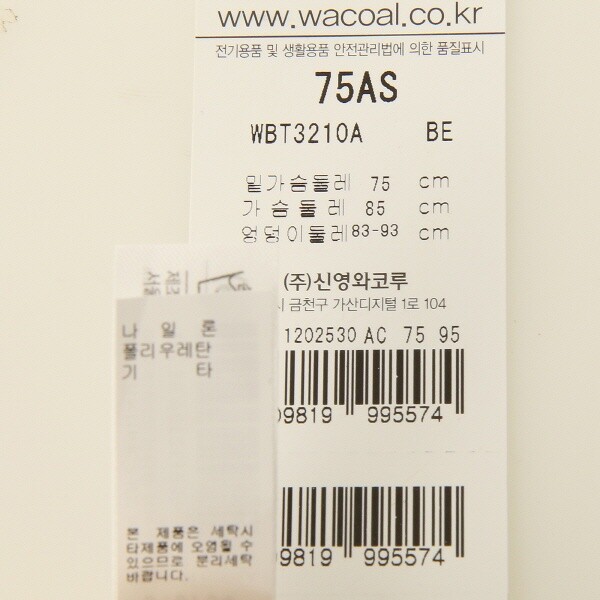 www.wacoal.co.kr
전기용품 및 생활용품 안전관리법에 의한 품질표시
75AS
WBT3210A BE
밑가슴둘레 75 cm
가슴둘레 85 cm
엉덩이둘레 83-93 cm
(주)신영와코루
금천구 가산디지털 1로 104
1202530 AC 75 95
9819 995574
9819 995574
나 일 론
폴리우레탄
기 타
본 제품은 세탁시
타제품에 오염될 수
있으므로 분리세탁
바랍니다.